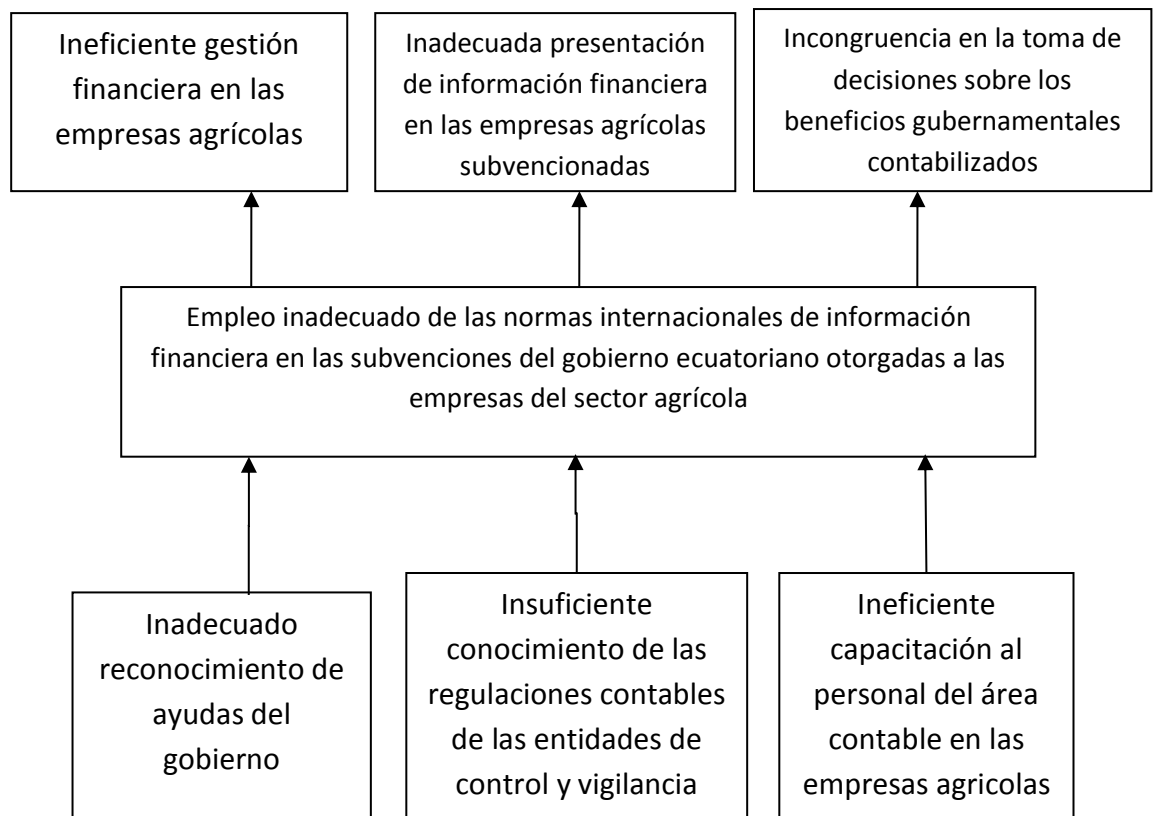 Ineficiente gestión
financiera en las
empresas agrícolas
Inadecuada presentación
de información financiera
en las empresas agrícolas
subvencionadas
Incongruencia en la toma de
decisiones sobre los
beneficios gubernamentales
contabilizados
Empleo inadecuado de las normas internacionales de información
financiera en las subvenciones del gobierno ecuatoriano otorgadas a las
empresas del sector agrícola
Inadecuado
reconocimiento de
ayudas del
gobierno
Insuficiente
conocimiento de las
regulaciones contables
de las entidades de
control y vigilancia
Ineficiente
capacitación al
personal del área
contable en las
empresas agricolas